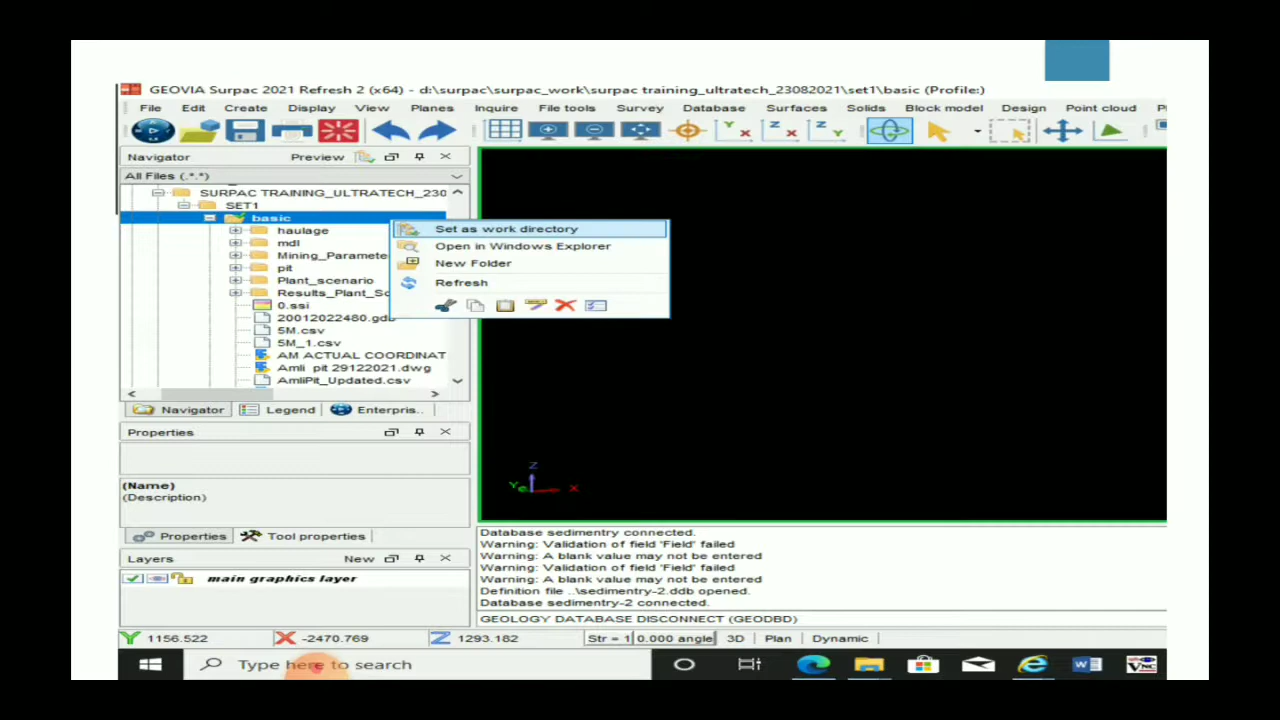 GEOVIA Surpac 2021 Refresh 2 (x64) - d:\surpac\surpac_work\surpac training_ultratech_23082021\set1\basic (Profile:)
File Edit Create Display View Planes Inquire File tools Survey Database Surfaces Solids Block model Design Point cloud
Navigator Preview
All Files (.*.*)
SURPAC TRAINING_ULTRATECH_230
SET1
basic
Set as work directory
haulage
Open in Windows Explorer
mdl
Mining_Paramete
New Folder
pit
Plant_scenario
Refresh
Results_Plant_Sc
0.ssi
20012022480.gdb
5M.csv
5M_1.csv
AM ACTUAL COORDINAT
Amli pit 29122021.dwg
AmliPit_Updated.csv
Navigator Legend Enterpris..
Properties
(Name)
(Description)
Properties Tool properties
Layers New
main graphics layer
Z
Y X
Database sedimentry connected.
Warning: Validation of field 'Field' failed
Warning: A blank value may not be entered
Warning: Validation of field 'Field' failed
Warning: A blank value may not be entered
Definition file ..\sedimentry-2.ddb opened.
Database sedimentry-2 connected.
GEOLOGY DATABASE DISCONNECT (GEODBD)
Y 1156.522 X -2470.769 Z 1293.182 Str = 1 0.000 angle 3D Plan Dynamic
Type here to search